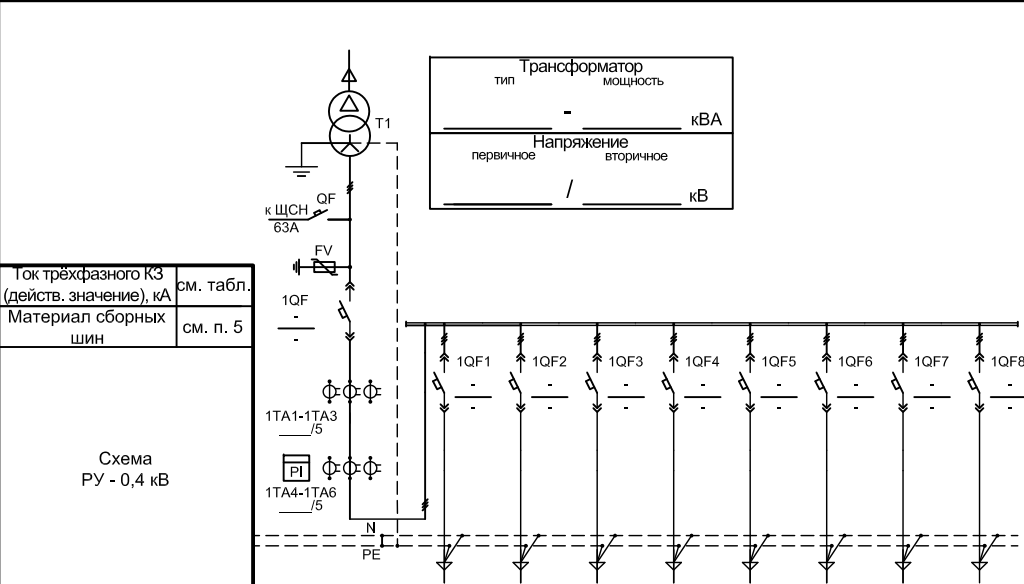 Трансформатор
тип мощность
- кВА
Напряжение
первичное вторичное
/ кВ
T1
QF
к ЩСН
63А
FV
Ток трёхфазного КЗ
(действ. значение), кА
см. табл.
Материал сборных
шин
см. п. 5
1QF
-
-
1QF1 1QF2 1QF3 1QF4 1QF5 1QF6 1QF7 1QF8
- - - - - - - -
- - - - - - - -
1TA1-1TA3
/5
PI
1TA4-1TA6
/5
Схема
РУ - 0,4 кВ
N
PE